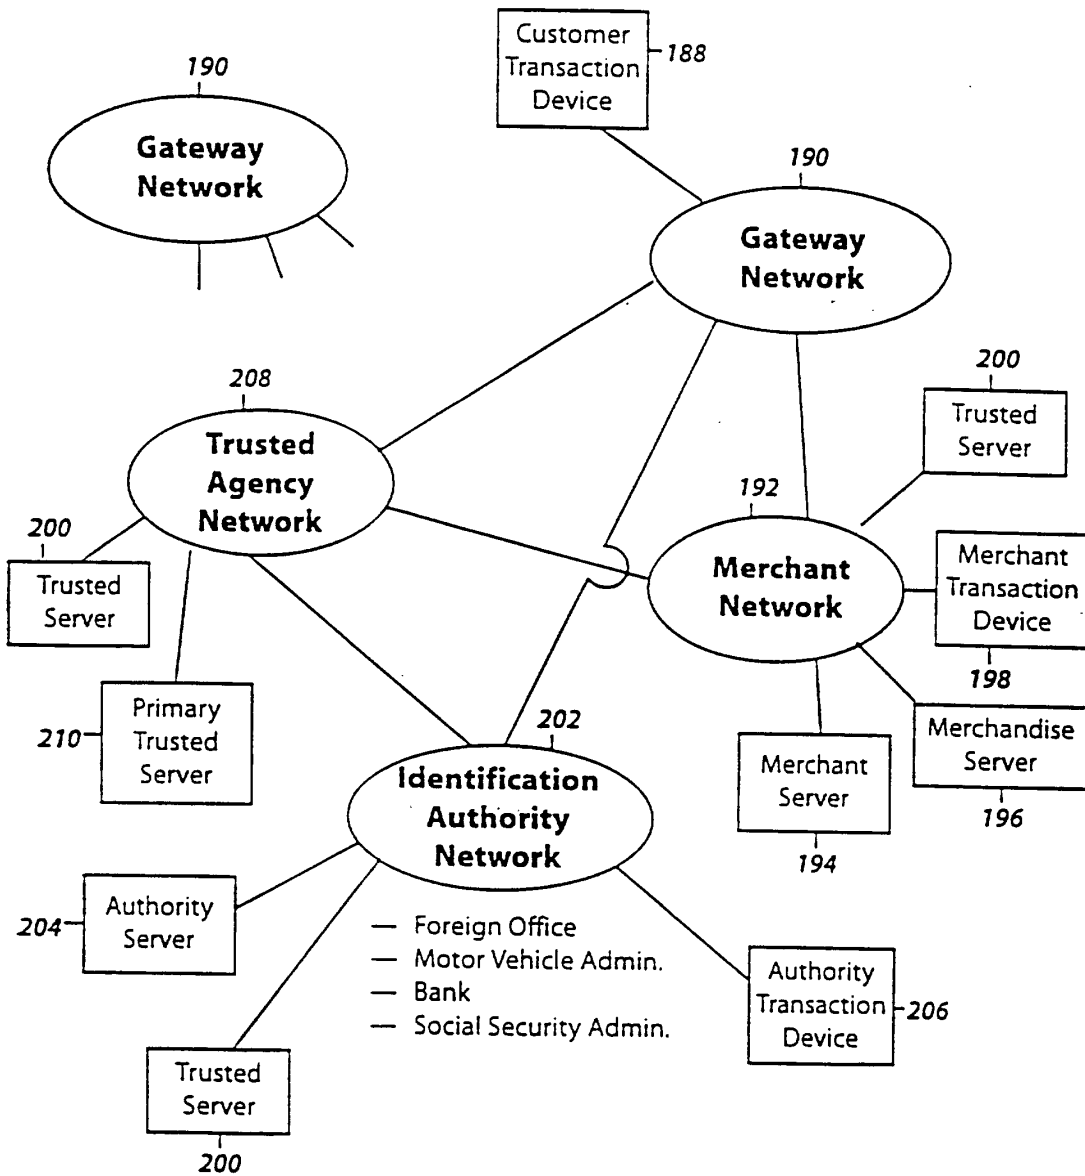 Customer
Transaction
Device
188
190
Gateway
Network
190
Gateway
Network
208
Trusted
Agency
Network
200
Trusted
Server
192
Merchant
Network
200
Trusted
Server
Merchant
Transaction
Device
198
Primary
Trusted
Server
210
202
Identification
Authority
Network
Merchant
Server
194
Merchandise
Server
196
204
Authority
Server
— Foreign Office
— Motor Vehicle Admin.
— Bank
— Social Security Admin.
Authority
Transaction
Device
206
Trusted
Server
200